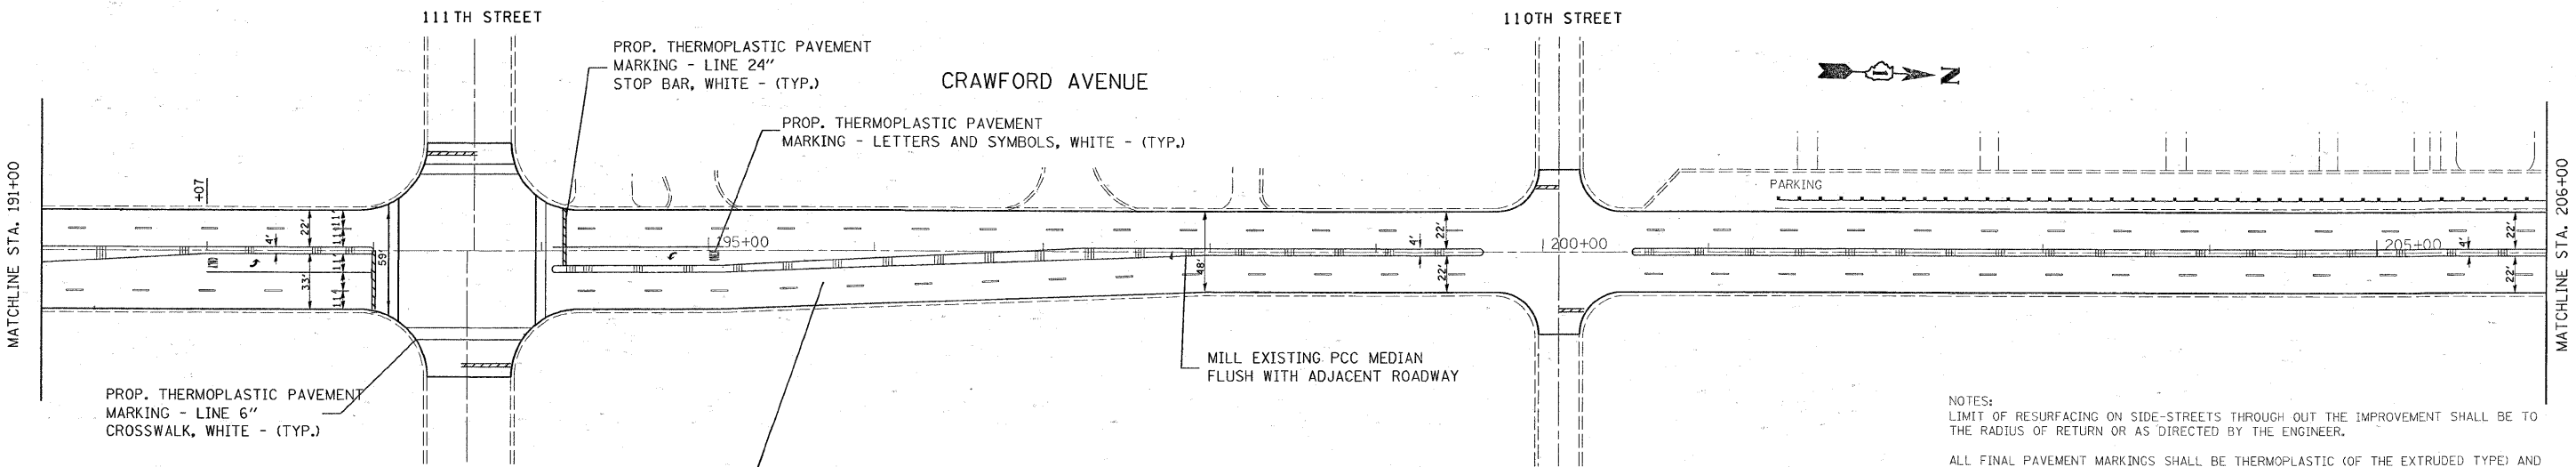 111TH STREET
110TH STREET
PROP. THERMOPLASTIC PAVEMENT
MARKING - LINE 24"
STOP BAR, WHITE - (TYP.)
CRAWFORD AVENUE
N
PROP. THERMOPLASTIC PAVEMENT
MARKING - LETTERS AND SYMBOLS, WHITE - (TYP.)
MATCHLINE STA. 191+00
+07
PARKING
MATCHLINE STA. 206+00
22'
11'
11'
4'
59'
33'
11'
11'
195+00
48'
22'
4'
22'
200+00
205+00
22'
4'
22'
MILL EXISTING PCC MEDIAN
FLUSH WITH ADJACENT ROADWAY
PROP. THERMOPLASTIC PAVEMENT
MARKING - LINE 6"
CROSSWALK, WHITE - (TYP.)
NOTES:
LIMIT OF RESURFACING ON SIDE-STREETS THROUGH OUT THE IMPROVEMENT SHALL BE TO
THE RADIUS OF RETURN OR AS DIRECTED BY THE ENGINEER.
ALL FINAL PAVEMENT MARKINGS SHALL BE THERMOPLASTIC (OF THE EXTRUDED TYPE) AND